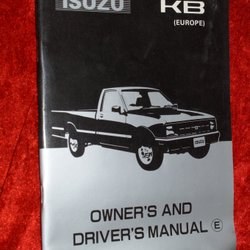 ISUZU
KB
(EUROPE)
OWNER'S AND
DRIVER'S MANUAL E